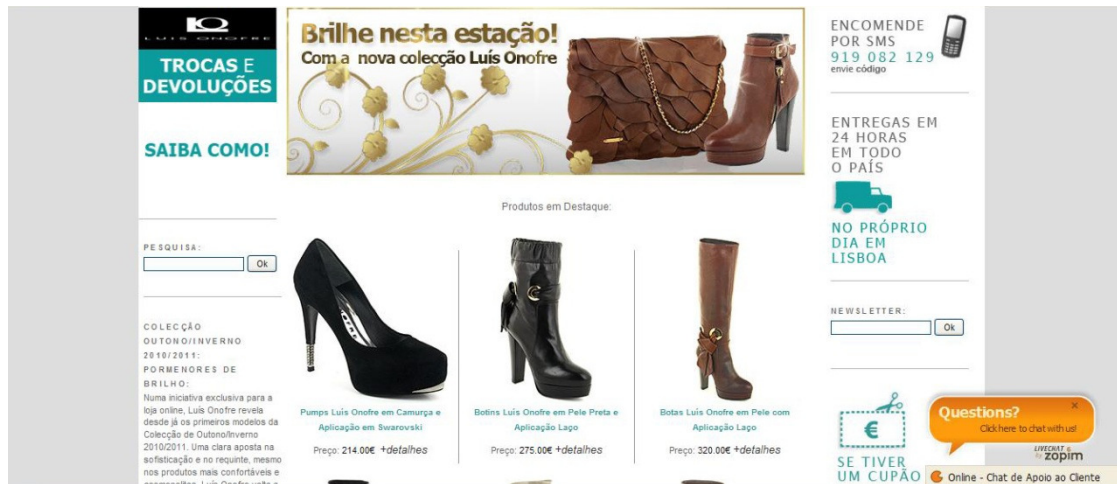 LUIS ONOFRE
TROCAS E
DEVOLUÇÕES
SAIBA COMO!
PESQUISA:
Ok
COLECÇÃO
OUTONO/INVERNO
2010/2011:
PORMENORES DE
BRILHO:
Numa iniciativa exclusiva para a
loja online, Luís Onofre revela
desde já os primeiros modelos da
Colecção de Outono/Inverno
2010/2011. Uma clara aposta na
sofisticação e no requinte, mesmo
nos produtos mais confortáveis e
Brilhe nesta estação!
Com a nova colecção Luís Onofre
Produtos em Destaque:
Pumps Luís Onofre em Camurça e
Aplicação em Swarovski
Preço: 214.00€ +detalhes
Botins Luís Onofre em Pele Preta e
Aplicação Laço
Preço: 275.00€ +detalhes
Botas Luís Onofre em Pele com
Aplicação Laço
Preço: 320.00€ +detalhes
ENCOMENDE
POR SMS
919 082 129
envie código
ENTREGAS EM
24 HORAS
EM TODO
O PAÍS
NO PRÓPRIO
DIA EM
LISBOA
NEWSLETTER:
Ok
€
SE TIVER
UM CUPÃO
Questions?
Click here to chat with us!
LIVECHAT
by zopim
Online - Chat de Apoio ao Cliente